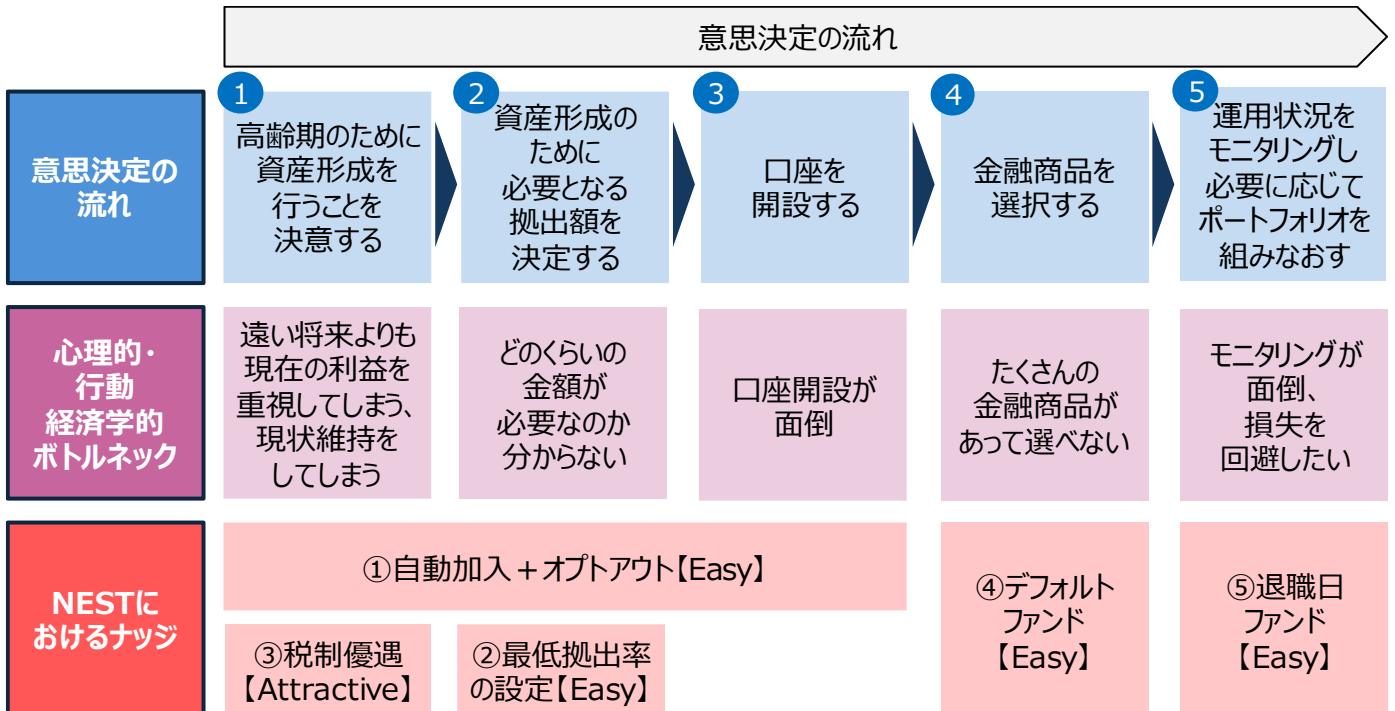 意思決定の流れ
意思決定の
流れ
1
高齢期のために
資産形成を
行うことを
決意する
2
資産形成の
ために
必要となる
拠出額を
決定する
3
口座を
開設する
4
金融商品を
選択する
5
運用状況を
モニタリングし
必要に応じて
ポートフォリオを
組みなおす
心理的・
行動
経済学的
ボトルネック
遠い将来よりも
現在の利益を
重視してしまう、
現状維持を
してしまう
どのくらいの
金額が
必要なのか
分からない
口座開設が
面倒
たくさんの
金融商品が
あって選べない
モニタリングが
面倒、
損失を
回避したい
NESTに
おけるナッジ
①自動加入＋オプトアウト【Easy】
③税制優遇
【Attractive】
②最低拠出率
の設定【Easy】
④デフォルト
ファンド
【Easy】
⑤退職日
ファンド
【Easy】